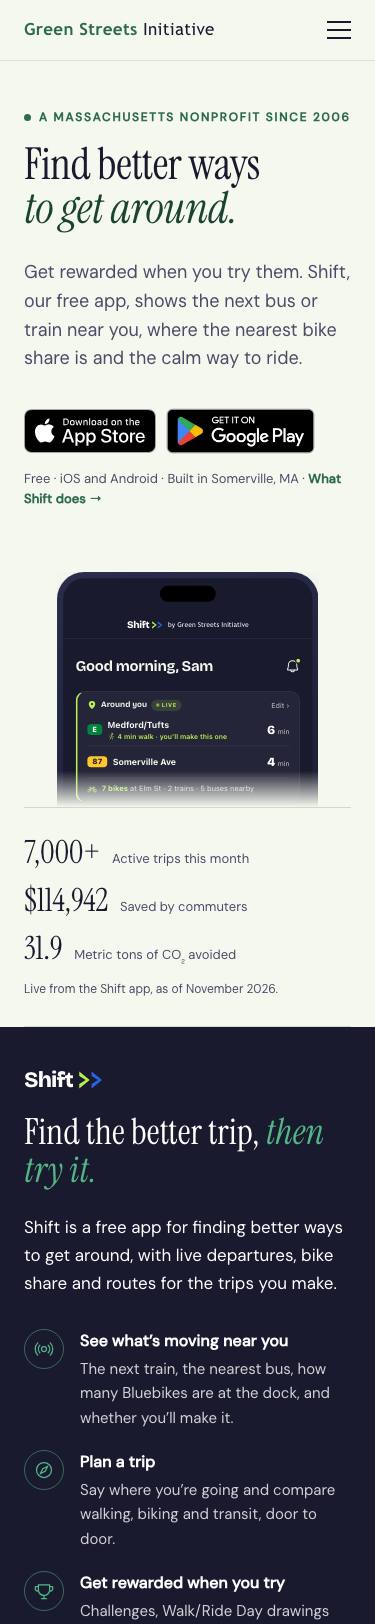 Green Streets Initiative
A MASSACHUSETTS NONPROFIT SINCE 2006
Find better ways
to get around.
Get rewarded when you try them. Shift,
our free app, shows the next bus or
train near you, where the nearest bike
share is and the calm way to ride.
Download on the
App Store
GET IT ON
Google Play
Free · iOS and Android · Built in Somerville, MA · What
Shift does →
Shift >> by Green Streets Initiative
Good morning, Sam
Around you • LIVE Edit ›
E Medford/Tufts 6 min
4 min walk · you'll make this one
87 Somerville Ave 4 min
7 bikes at Elm St · 2 trains · 5 buses nearby
7,000+ Active trips this month
$114,942 Saved by commuters
31.9 Metric tons of CO₂ avoided
Live from the Shift app, as of November 2026.
Shift >>
Find the better trip, then
try it.
Shift is a free app for finding better ways
to get around, with live departures, bike
share and routes for the trips you make.
See what's moving near you
The next train, the nearest bus, how
many Bluebikes are at the dock, and
whether you'll make it.
Plan a trip
Say where you're going and compare
walking, biking and transit, door to
door.
Get rewarded when you try
Challenges, Walk/Ride Day drawings